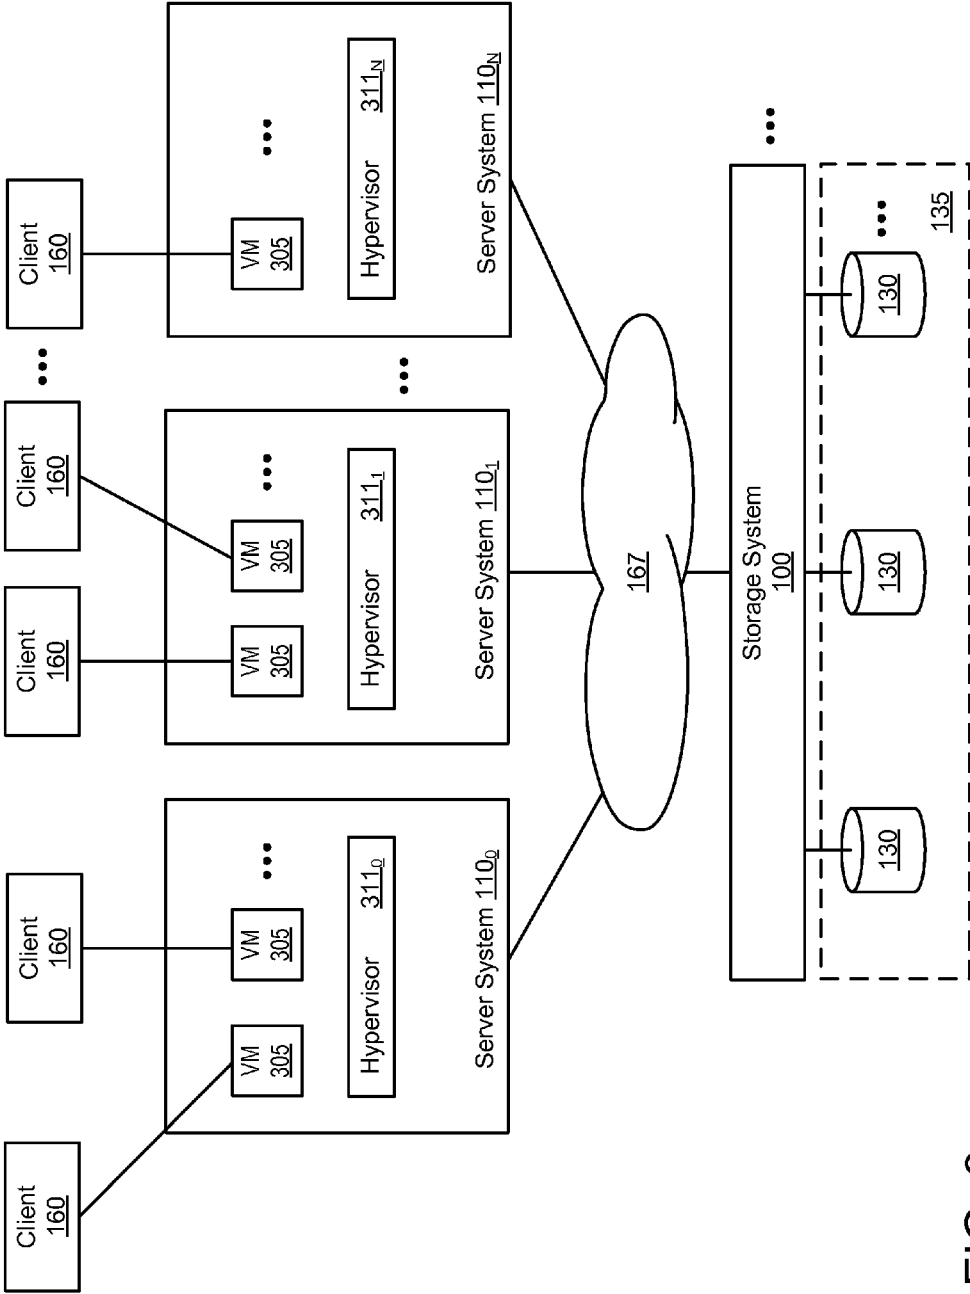 Client
160
Client
160
Client
160
Client
160
...
Client
160
VM
305
VM
305
...
Hypervisor 311₀
Server System 110₀
VM
305
VM
305
...
Hypervisor 311₁
Server System 110₁
...
VM
305
...
Hypervisor 311N
Server System 110N
167
Storage System
100
...
130
130
130
...
135
FIG.